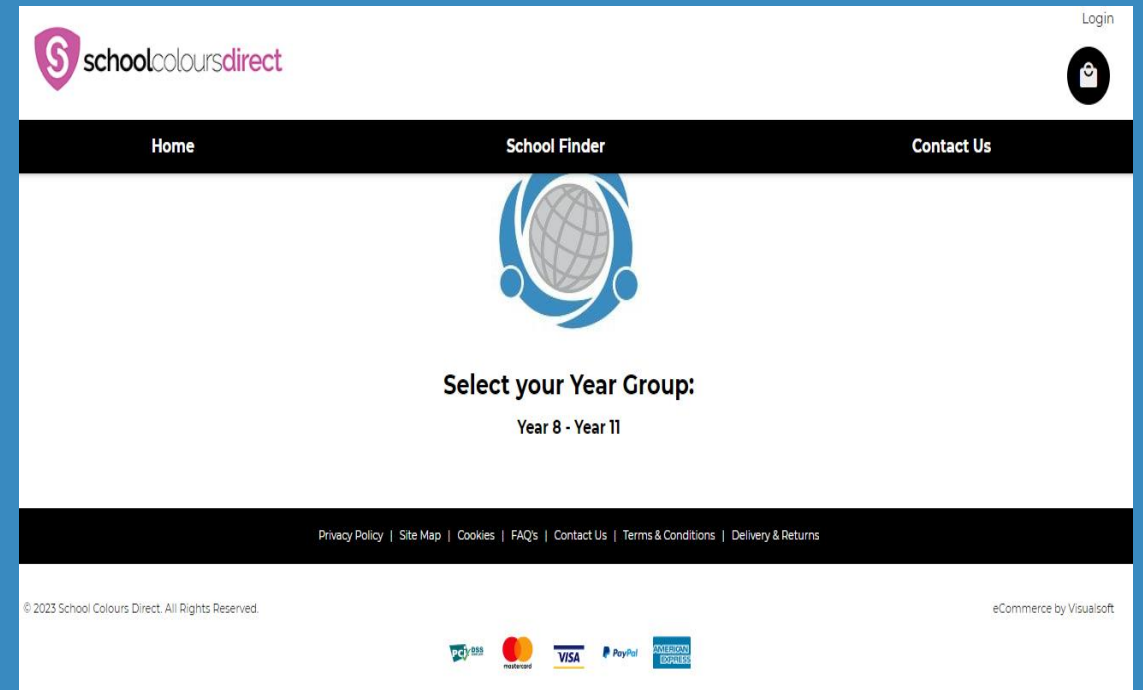 Login
S schoolcoloursdirect
Home School Finder Contact Us
Select your Year Group:
Year 8 - Year 11
Privacy Policy | Site Map | Cookies | FAQ's | Contact Us | Terms & Conditions | Delivery & Returns
© 2023 School Colours Direct. All Rights Reserved. eCommerce by Visualsoft
PCI DSS mastercard VISA PayPal AMERICAN EXPRESS